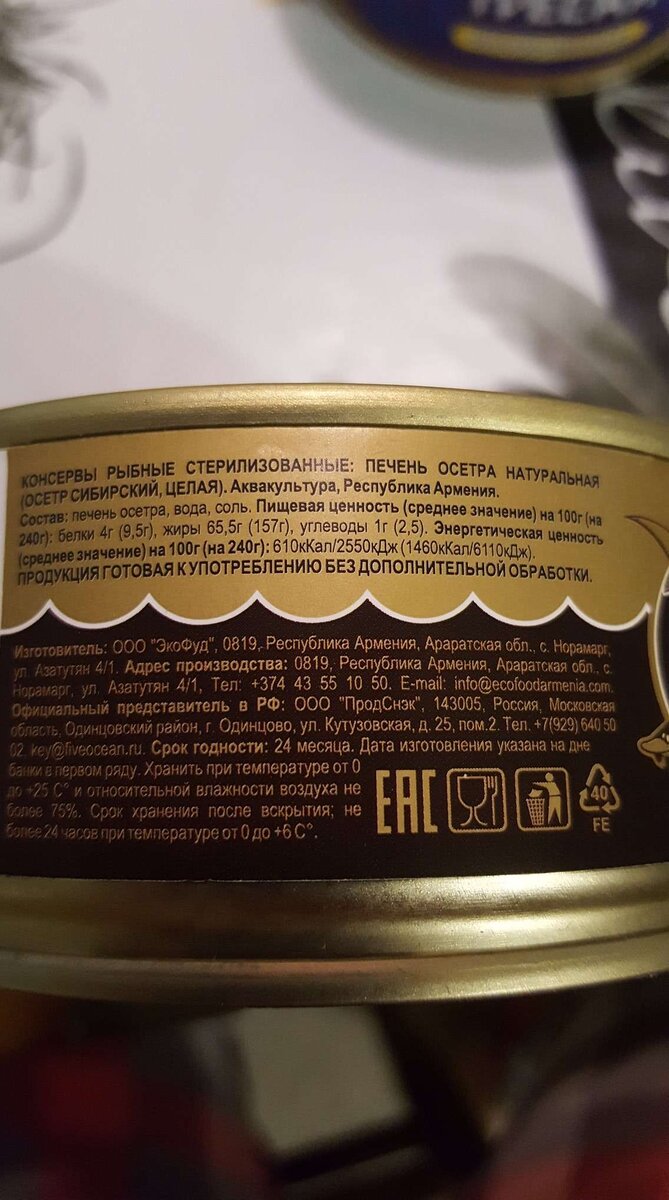 КОНСЕРВЫ РЫБНЫЕ СТЕРИЛИЗОВАННЫЕ: ПЕЧЕНЬ ОСЕТРА НАТУРАЛЬНАЯ
(ОСЕТР СИБИРСКИЙ, ЦЕЛАЯ). Аквакультура, Республика Армения.
Состав: печень осетра, вода, соль. Пищевая ценность (среднее значение) на 100г (на
240г): белки 4г (9,5г), жиры 65,5г (157г), углеводы 1г (2,5). Энергетическая ценность
(среднее значение) на 100г (на 240г): 610кКал/2550кДж (1460кКал/6110кДж).
ПРОДУКЦИЯ ГОТОВАЯ К УПОТРЕБЛЕНИЮ БЕЗ ДОПОЛНИТЕЛЬНОЙ ОБРАБОТКИ.
Изготовитель: ООО "ЭкоФуд", 0819, Республика Армения, Араратская обл., с. Норамарг,
ул. Азатутян 4/1. Адрес производства: 0819, Республика Армения, Араратская обл., с.
Норамарг, ул. Азатутян 4/1, Тел: +374 43 55 10 50. E-mail: info@ecofoodarmenia.com.
Официальный представитель в РФ: ООО "ПродСнэк", 143005, Россия, Московская
область, Одинцовский район, г. Одинцово, ул. Кутузовская, д. 25, пом.2. Тел. +7(929) 640 50
02. key@fiveocean.ru. Срок годности: 24 месяца. Дата изготовления указана на дне
банки в первом ряду. Хранить при температуре от 0
до +25 С° и относительной влажности воздуха не
более 75%. Срок хранения после вскрытия: не
более 24 часов при температуре от 0 до +6 С°.
EAC
40
FE